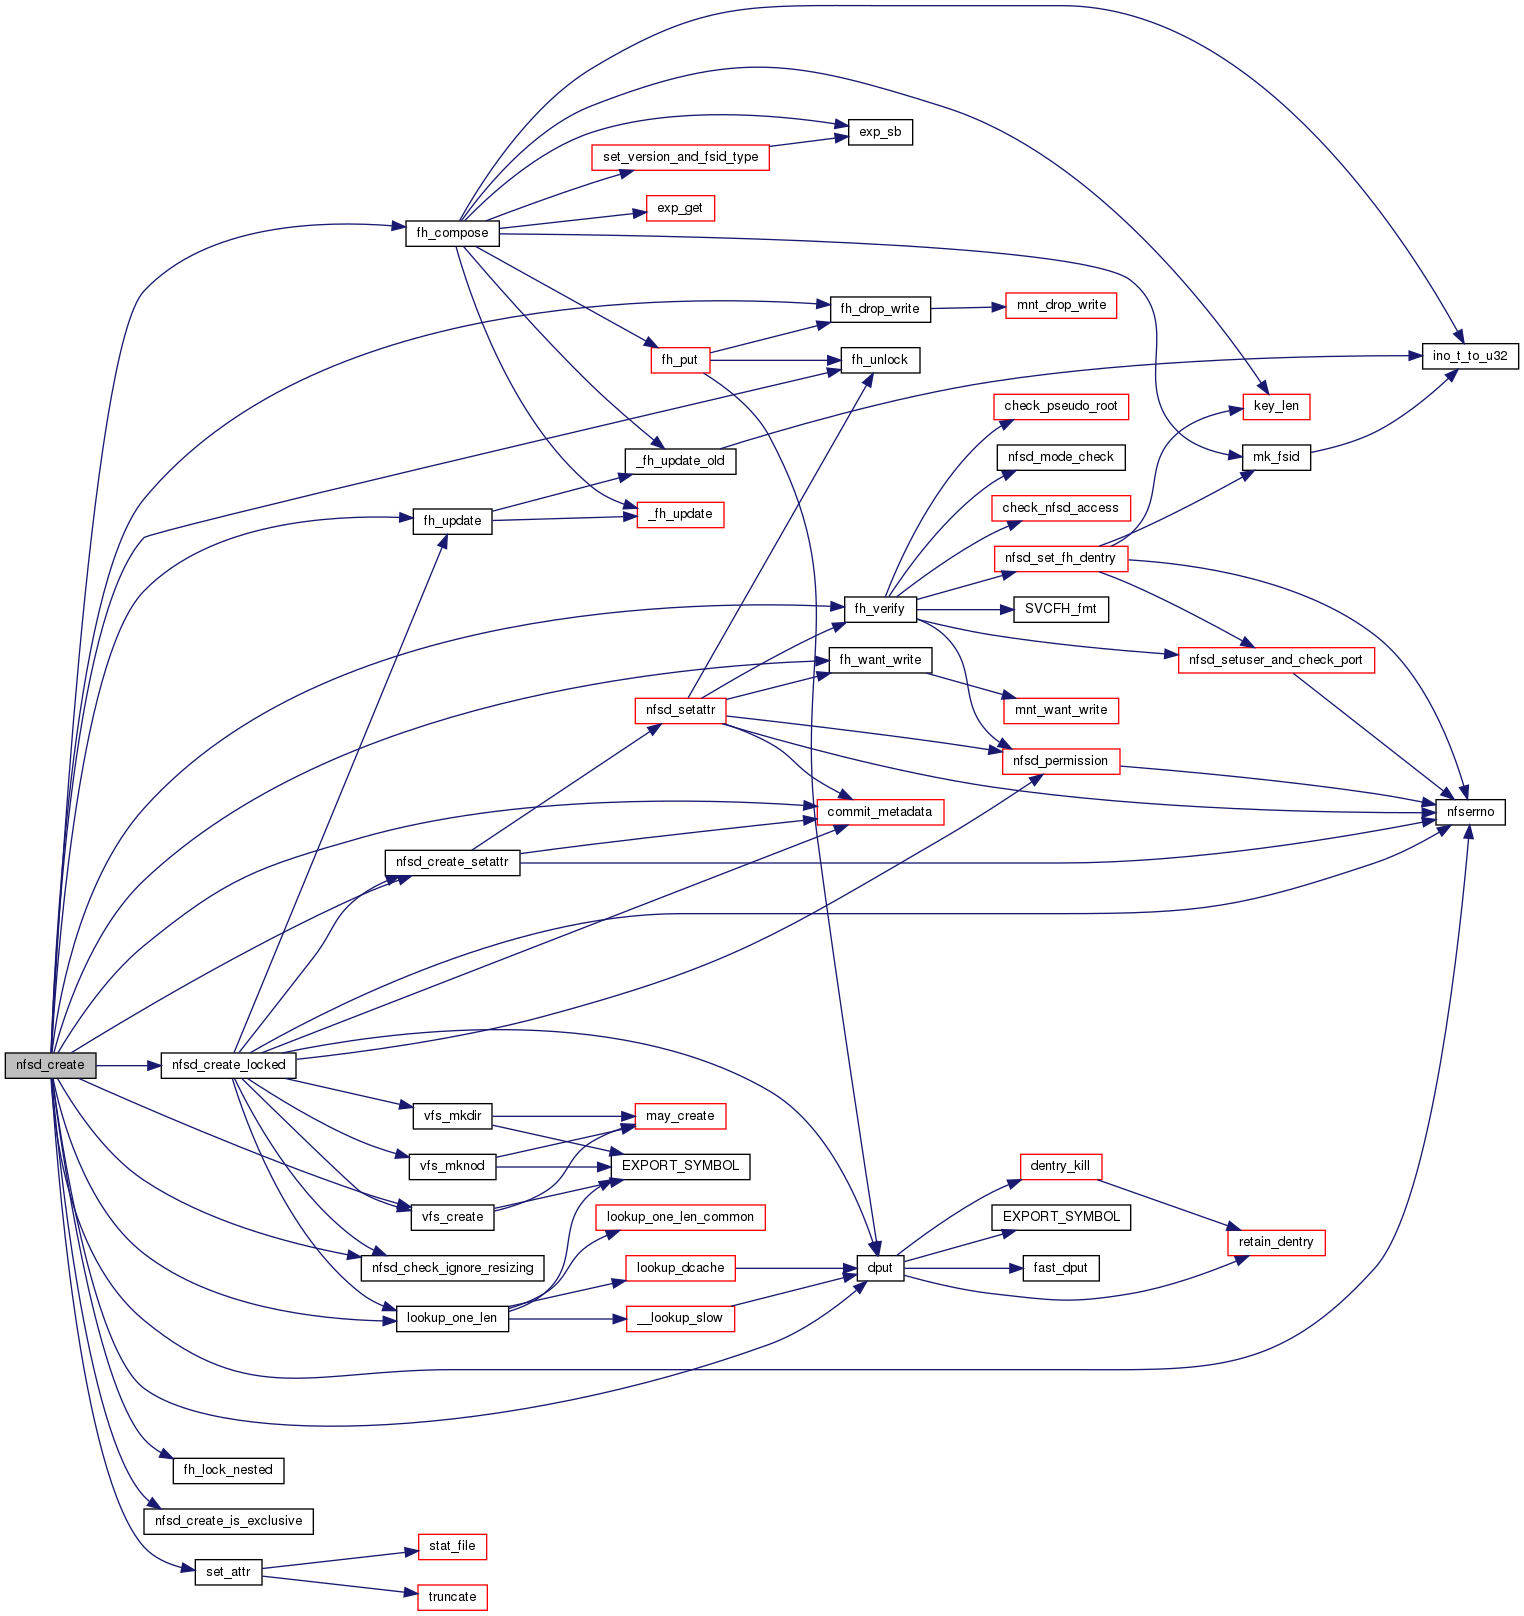 exp_sb
set_version_and_fsid_type
exp_get
fh_compose
fh_drop_write
mnt_drop_write
fh_put
fh_unlock
ino_t_to_u32
check_pseudo_root
key_len
_fh_update_old
nfsd_mode_check
mk_fsid
_fh_update
fh_update
check_nfsd_access
nfsd_set_fh_dentry
fh_verify
SVCFH_fmt
fh_want_write
nfsd_setuser_and_check_port
nfsd_setattr
mnt_want_write
nfsd_permission
commit_metadata
nfserrno
nfsd_create_setattr
nfsd_create
nfsd_create_locked
vfs_mkdir
may_create
vfs_mknod
EXPORT_SYMBOL
dentry_kill
vfs_create
lookup_one_len_common
EXPORT_SYMBOL
retain_dentry
nfsd_check_ignore_resizing
lookup_dcache
dput
fast_dput
lookup_one_len
__lookup_slow
fh_lock_nested
nfsd_create_is_exclusive
stat_file
set_attr
truncate